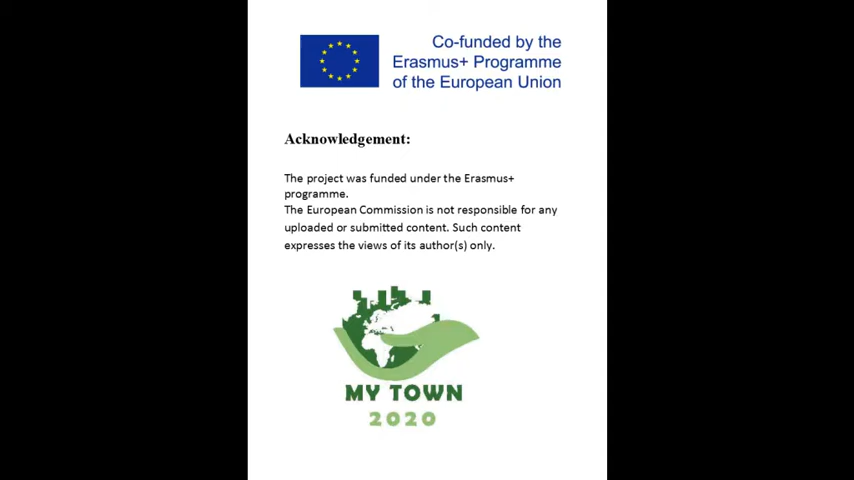 Co-funded by the
Erasmus+ Programme
of the European Union
Acknowledgement:
The project was funded under the Erasmus+
programme.
The European Commission is not responsible for any
uploaded or submitted content. Such content
expresses the views of its author(s) only.
MY TOWN
2020